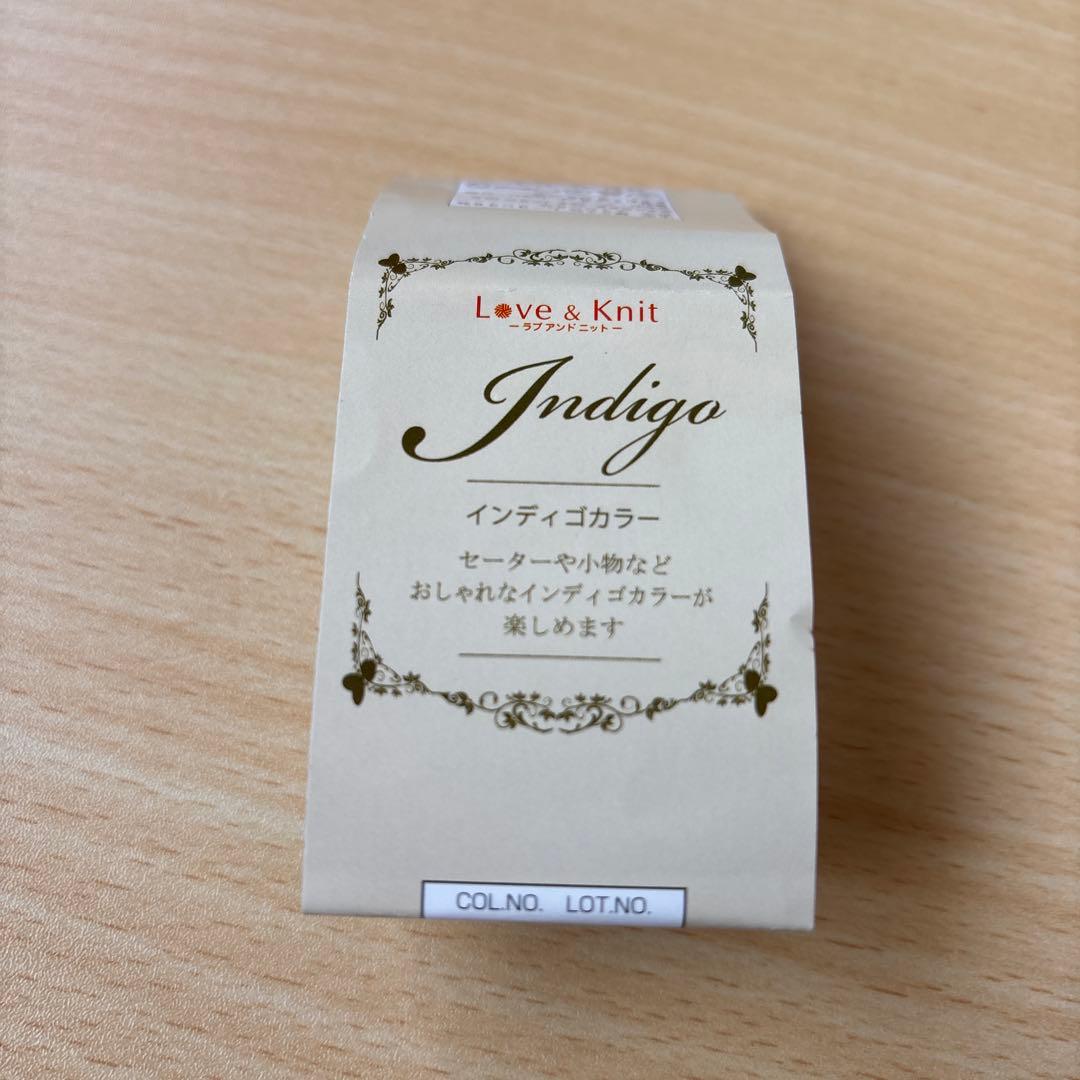 Love & Knit
－ラブ アンド ニット－
Indigo
インディゴカラー
セーターや小物など
おしゃれなインディゴカラーが
楽しめます
COL.NO. LOT.NO.